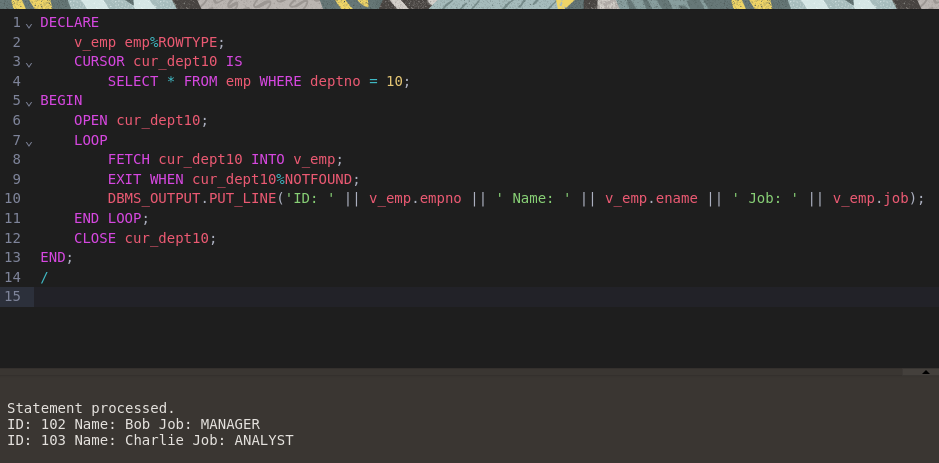 1 DECLARE
2     v_emp emp%ROWTYPE;
3     CURSOR cur_dept10 IS
4         SELECT * FROM emp WHERE deptno = 10;
5 BEGIN
6     OPEN cur_dept10;
7     LOOP
8         FETCH cur_dept10 INTO v_emp;
9         EXIT WHEN cur_dept10%NOTFOUND;
10         DBMS_OUTPUT.PUT_LINE('ID: ' || v_emp.empno || ' Name: ' || v_emp.ename || ' Job: ' || v_emp.job);
11     END LOOP;
12     CLOSE cur_dept10;
13 END;
14 /
15
Statement processed.
ID: 102 Name: Bob Job: MANAGER
ID: 103 Name: Charlie Job: ANALYST